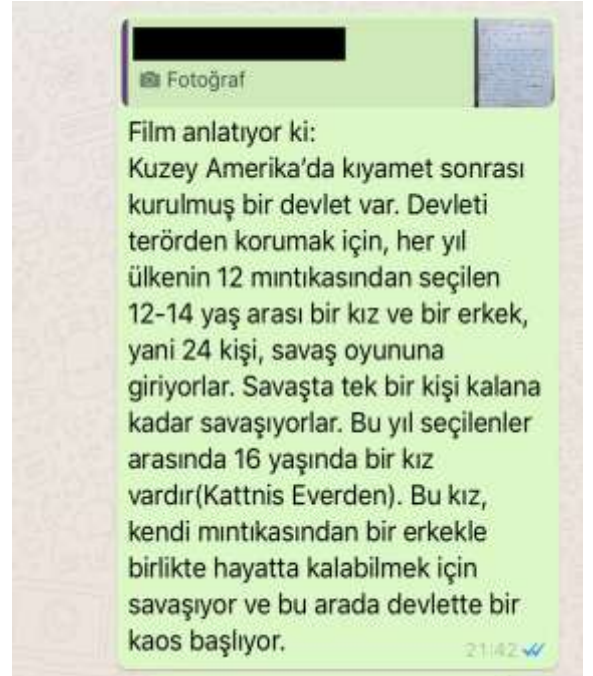 Fotoğraf
Film anlatıyor ki:
Kuzey Amerika'da kıyamet sonrası
kurulmuş bir devlet var. Devleti
terörden korumak için, her yıl
ülkenin 12 mıntıkasından seçilen
12-14 yaş arası bir kız ve bir erkek,
yani 24 kişi, savaş oyununa
giriyorlar. Savaşta tek bir kişi kalana
kadar savaşıyorlar. Bu yıl seçilenler
arasında 16 yaşında bir kız
vardır(Kattnis Everden). Bu kız,
kendi mıntıkasından bir erkekle
birlikte hayatta kalabilmek için
savaşıyor ve bu arada devlette bir
kaos başlıyor.
21:42